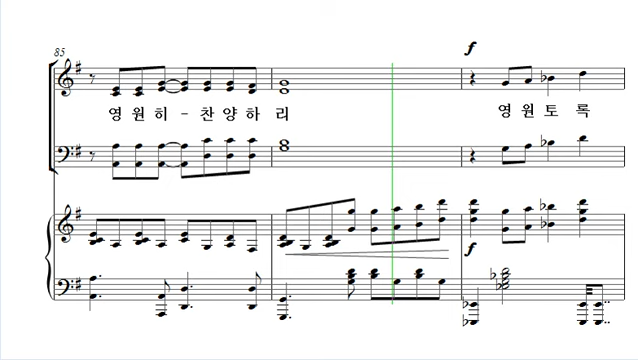 85
f
영 원 히 - 찬 양 하 리 영 원 토 록
f